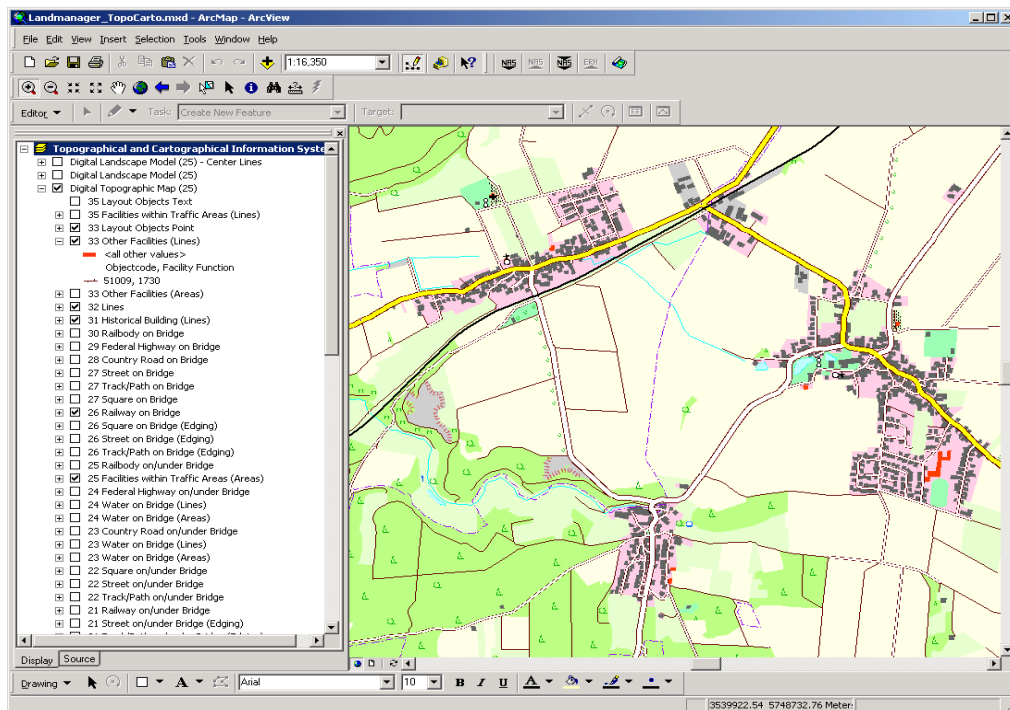 Landmanager_TopoCarto.mxd - ArcMap - ArcView
File Edit View Insert Selection Tools Window Help
1:16,350
NAS NAS NAS ERH
Editor Task: Create New Feature Target:
Topographical and Cartographical Information Syste
Digital Landscape Model (25) - Center Lines
Digital Landscape Model (25)
Digital Topographic Map (25)
35 Layout Objects Text
35 Facilities within Traffic Areas (Lines)
33 Layout Objects Point
33 Other Facilities (Lines)
<all other values>
Objectcode, Facility Function
51009, 1730
33 Other Facilities (Areas)
32 Lines
31 Historical Building (Lines)
30 Railbody on Bridge
29 Federal Highway on Bridge
28 Country Road on Bridge
27 Street on Bridge
27 Track/Path on Bridge
27 Square on Bridge
26 Railway on Bridge
26 Square on Bridge (Edging)
26 Street on Bridge (Edging)
26 Track/Path on Bridge (Edging)
25 Railbody on/under Bridge
25 Facilities within Traffic Areas (Areas)
24 Federal Highway on/under Bridge
24 Water on Bridge (Lines)
24 Water on Bridge (Areas)
23 Country Road on/under Bridge
23 Water on Bridge (Lines)
23 Water on Bridge (Areas)
22 Square on/under Bridge
22 Street on/under Bridge
22 Track/Path on/under Bridge
21 Railway on/under Bridge
21 Street on/under Bridge (Edging)
Display Source
Drawing A Arial 10 B I U A
3539922.54 5748732.76 Meter